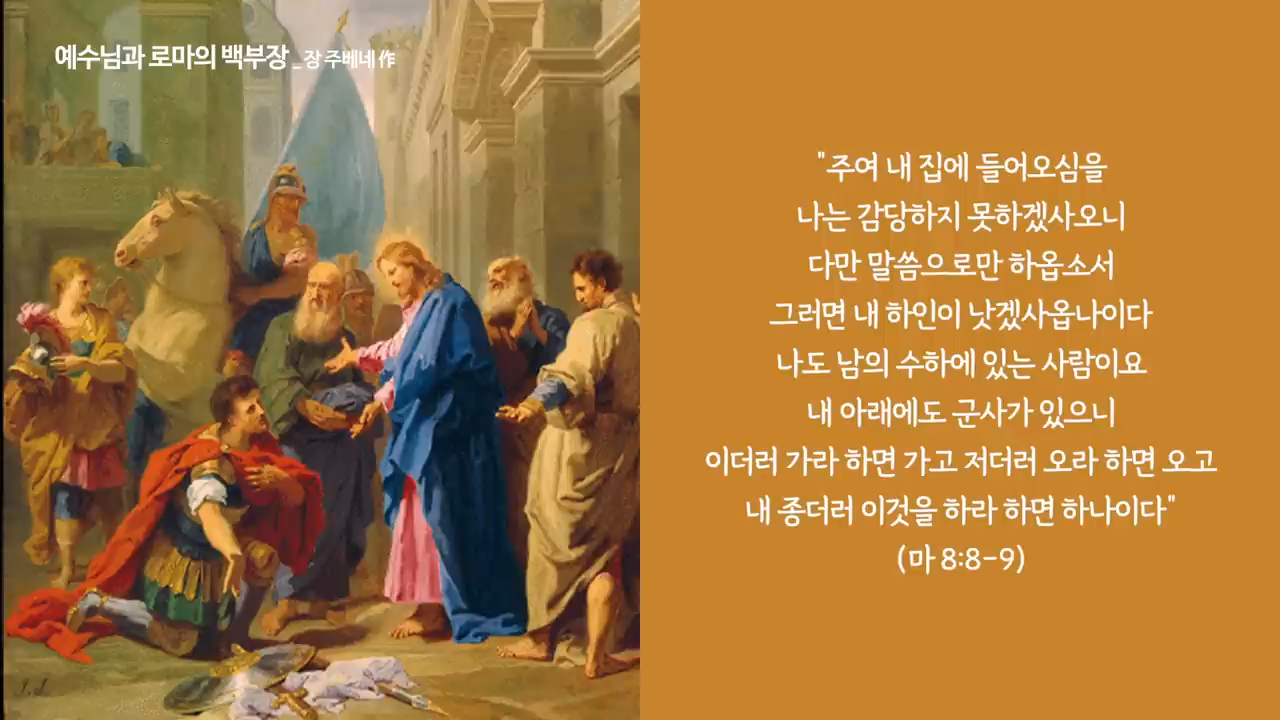 예수님과 로마의 백부장 _ 장 주베네 作
"주여 내 집에 들어오심을
나는 감당하지 못하겠사오니
다만 말씀으로만 하옵소서
그러면 내 하인이 낫겠사옵나이다
나도 남의 수하에 있는 사람이요
내 아래에도 군사가 있으니
이더러 가라 하면 가고 저더러 오라 하면 오고
내 종더러 이것을 하라 하면 하나이다"
(마 8:8-9)